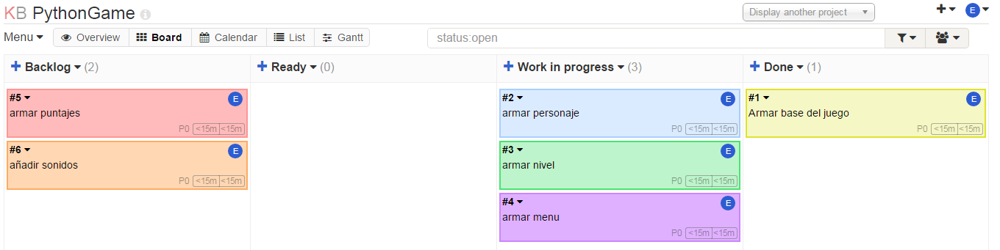 KB PythonGame
Display another project
E
Menu
Overview
Board
Calendar
List
Gantt
status:open
Backlog (2)
#5
E
armar puntajes
P0 <15m <15m
#6
E
añadir sonidos
P0 <15m <15m
Ready (0)
Work in progress (3)
#2
E
armar personaje
P0 <15m <15m
#3
E
armar nivel
P0 <15m <15m
#4
E
armar menu
P0 <15m <15m
Done (1)
#1
E
Armar base del juego
P0 <15m <15m